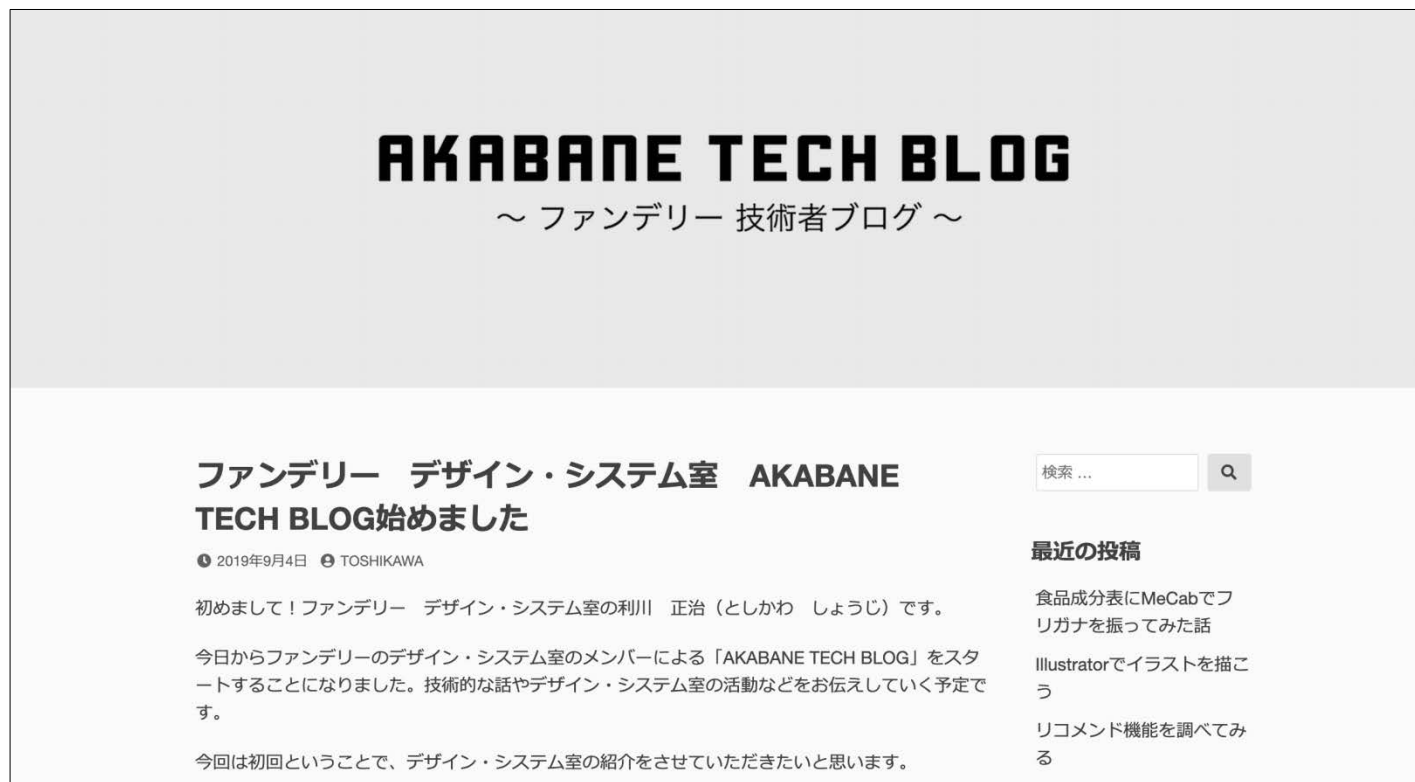 AKABANE TECH BLOG
〜 ファンデリー 技術者ブログ 〜
ファンデリー　デザイン・システム室　AKABANE
TECH BLOG始めました
2019年9月4日 TOSHIKAWA
初めまして！ファンデリー　デザイン・システム室の利川　正治（としかわ　しょうじ）です。
今日からファンデリーのデザイン・システム室のメンバーによる「AKABANE TECH BLOG」をスタ
ートすることになりました。技術的な話やデザイン・システム室の活動などをお伝えしていく予定で
す。
今回は初回ということで、デザイン・システム室の紹介をさせていただきたいと思います。
検索 …
最近の投稿
食品成分表にMeCabでフ
リガナを振ってみた話
Illustratorでイラストを描こ
う
リコメンド機能を調べてみ
る